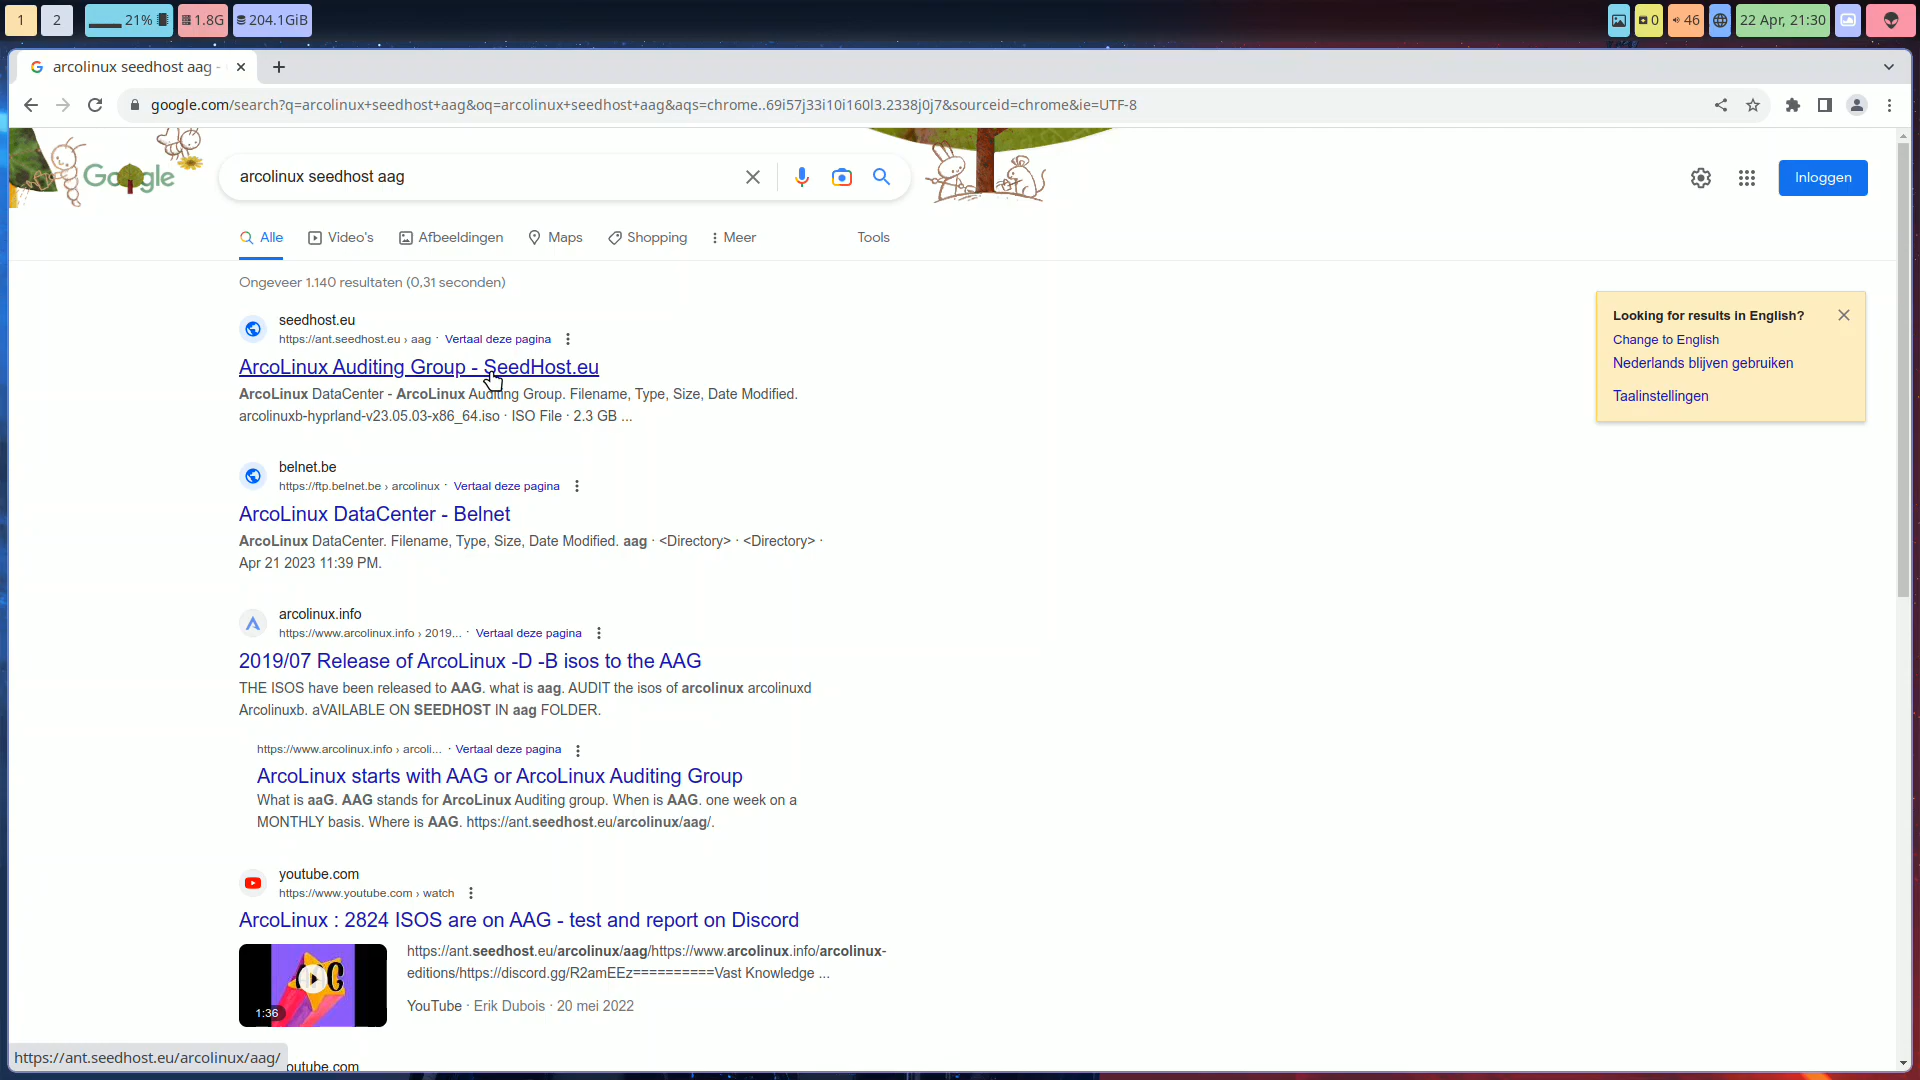 1
2
21%
1.8G
204.1GiB
0
46
22 Apr, 21:30
arcolinux seedhost aag -
google.com/search?q=arcolinux+seedhost+aag&oq=arcolinux+seedhost+aag&aqs=chrome..69i57j33i10i160l3.2338j0j7&sourceid=chrome&ie=UTF-8
Google
arcolinux seedhost aag
Inloggen
Alle
Video's
Afbeeldingen
Maps
Shopping
Meer
Tools
Ongeveer 1.140 resultaten (0,31 seconden)
seedhost.eu
https://ant.seedhost.eu › aag · Vertaal deze pagina
ArcoLinux Auditing Group - SeedHost.eu
ArcoLinux DataCenter - ArcoLinux Auditing Group. Filename, Type, Size, Date Modified.
arcolinuxb-hyprland-v23.05.03-x86_64.iso · ISO File · 2.3 GB ...
Looking for results in English?
Change to English
Nederlands blijven gebruiken
Taalinstellingen
belnet.be
https://ftp.belnet.be › arcolinux · Vertaal deze pagina
ArcoLinux DataCenter - Belnet
ArcoLinux DataCenter. Filename, Type, Size, Date Modified. aag · <Directory> · <Directory> ·
Apr 21 2023 11:39 PM.
arcolinux.info
https://www.arcolinux.info › 2019... · Vertaal deze pagina
2019/07 Release of ArcoLinux -D -B isos to the AAG
THE ISOS have been released to AAG. what is aag. AUDIT the isos of arcolinux arcolinuxd
Arcolinuxb. aVAILABLE ON SEEDHOST IN aag FOLDER.
https://www.arcolinux.info › arcoli... · Vertaal deze pagina
ArcoLinux starts with AAG or ArcoLinux Auditing Group
What is aaG. AAG stands for ArcoLinux Auditing group. When is AAG. one week on a
MONTHLY basis. Where is AAG. https://ant.seedhost.eu/arcolinux/aag/.
youtube.com
https://www.youtube.com › watch
ArcoLinux : 2824 ISOS are on AAG - test and report on Discord
1:36
https://ant.seedhost.eu/arcolinux/aag/https://www.arcolinux.info/arcolinux-
editions/https://discord.gg/R2amEEz==========Vast Knowledge ...
YouTube · Erik Dubois · 20 mei 2022
https://ant.seedhost.eu/arcolinux/aag/
outube.com